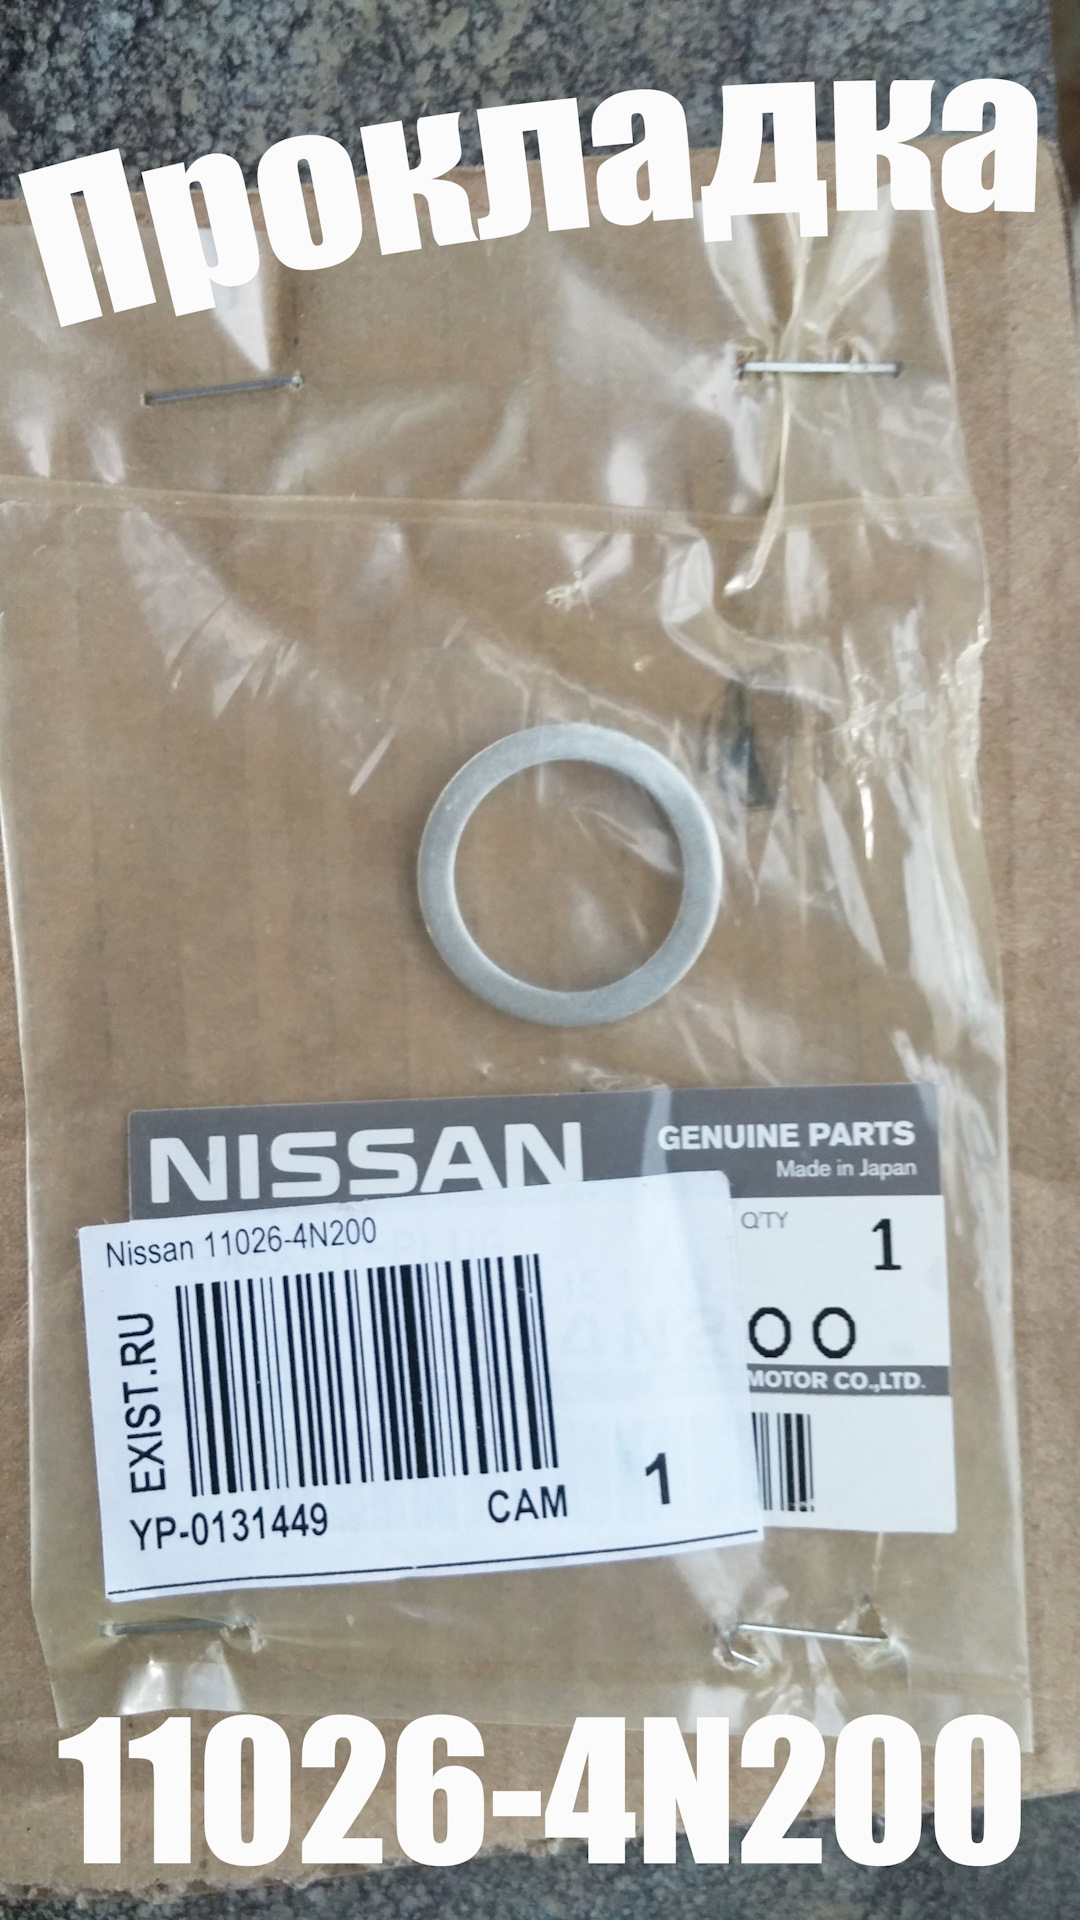 Прокладка
NISSAN
GENUINE PARTS
Made in Japan
Nissan 11026-4N200
Q'TY
1
EXIST.RU
00
MOTOR CO.,LTD.
YP-0131449
CAM
1
11026-4N200